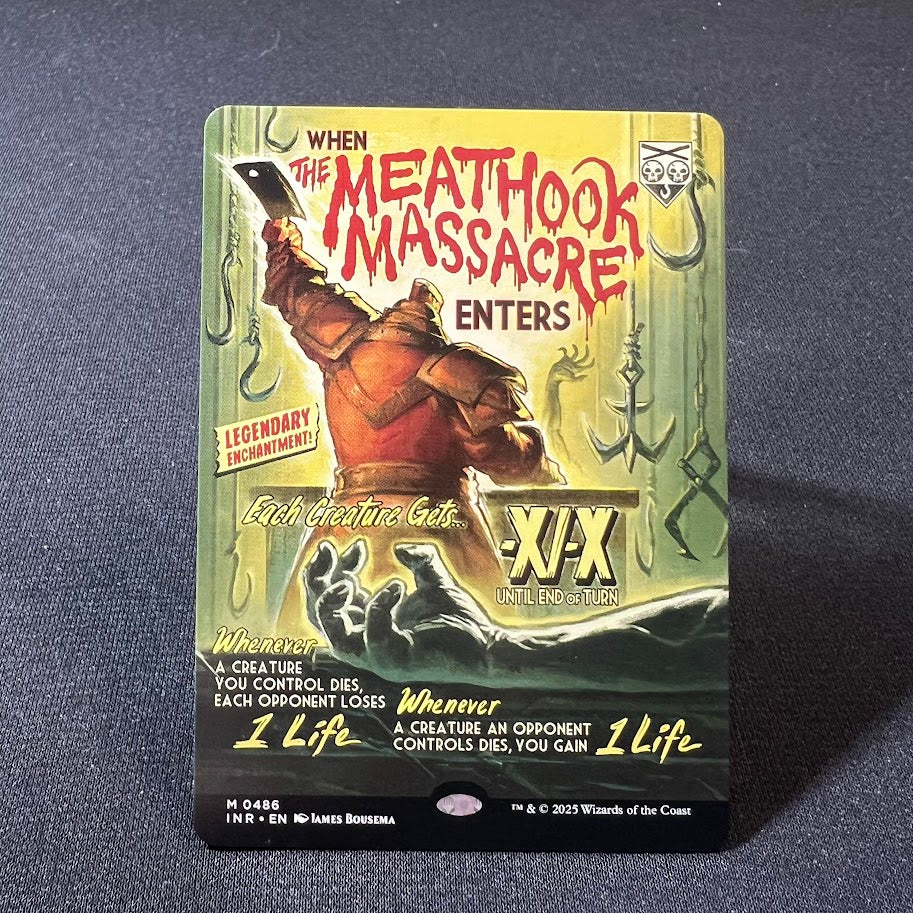 WHEN
THE MEATHOOK
MASSACRE
ENTERS
LEGENDARY
ENCHANTMENT!
Each Creature Gets...
-X/-X
UNTIL END OF TURN
Whenever
A CREATURE
YOU CONTROL DIES,
EACH OPPONENT LOSES
1 Life
Whenever
A CREATURE AN OPPONENT
CONTROLS DIES, YOU GAIN 1 Life
M 0486
INR • EN JAMES BOUSEMA
™ & © 2025 Wizards of the Coast